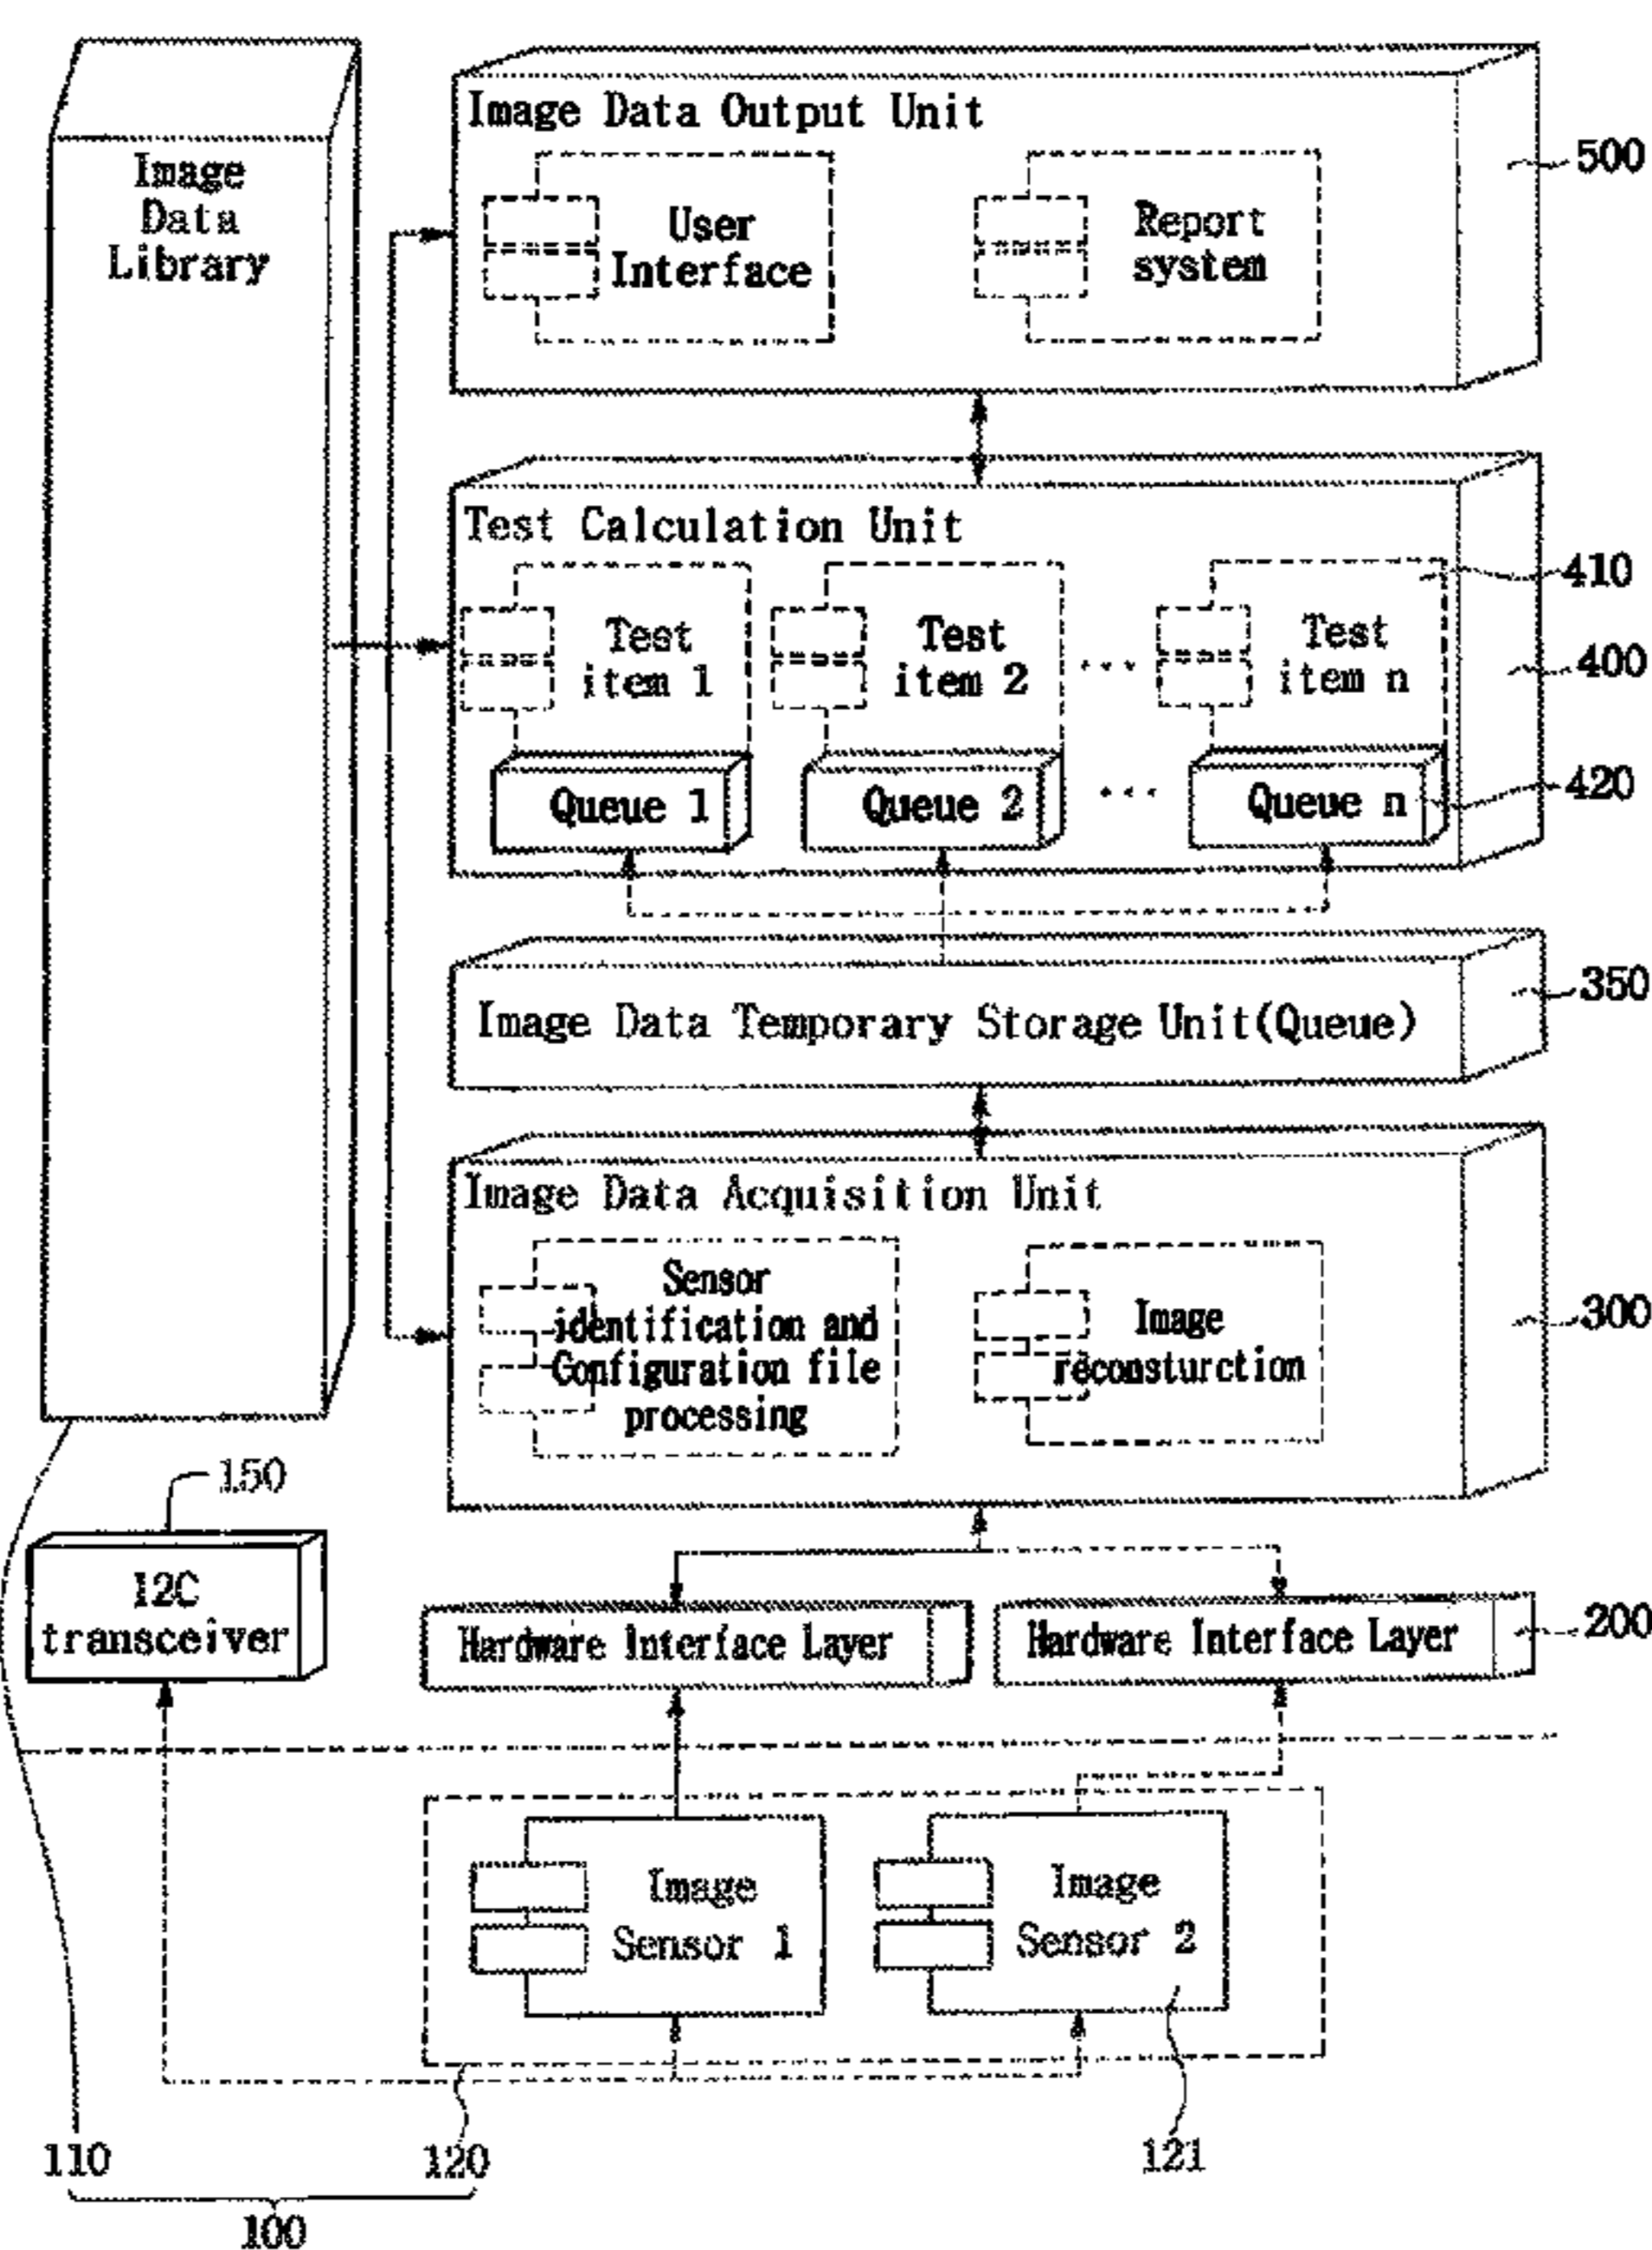 Image
Data
Library
Image Data Output Unit
User
Interface
Report
system
500
Test Calculation Unit
410
Test
item 1
Test
item 2
...
Test
item n
400
Queue 1
Queue 2
...
Queue n
420
350
Image Data Temporary Storage Unit(Queue)
Image Data Acquisition Unit
Sensor
identification and
Configuration file
processing
Image
reconsturction
300
150
I2C
transceiver
Hardware Interface Layer
Hardware Interface Layer
200
Image
Sensor 1
Image
Sensor 2
110
120
121
100